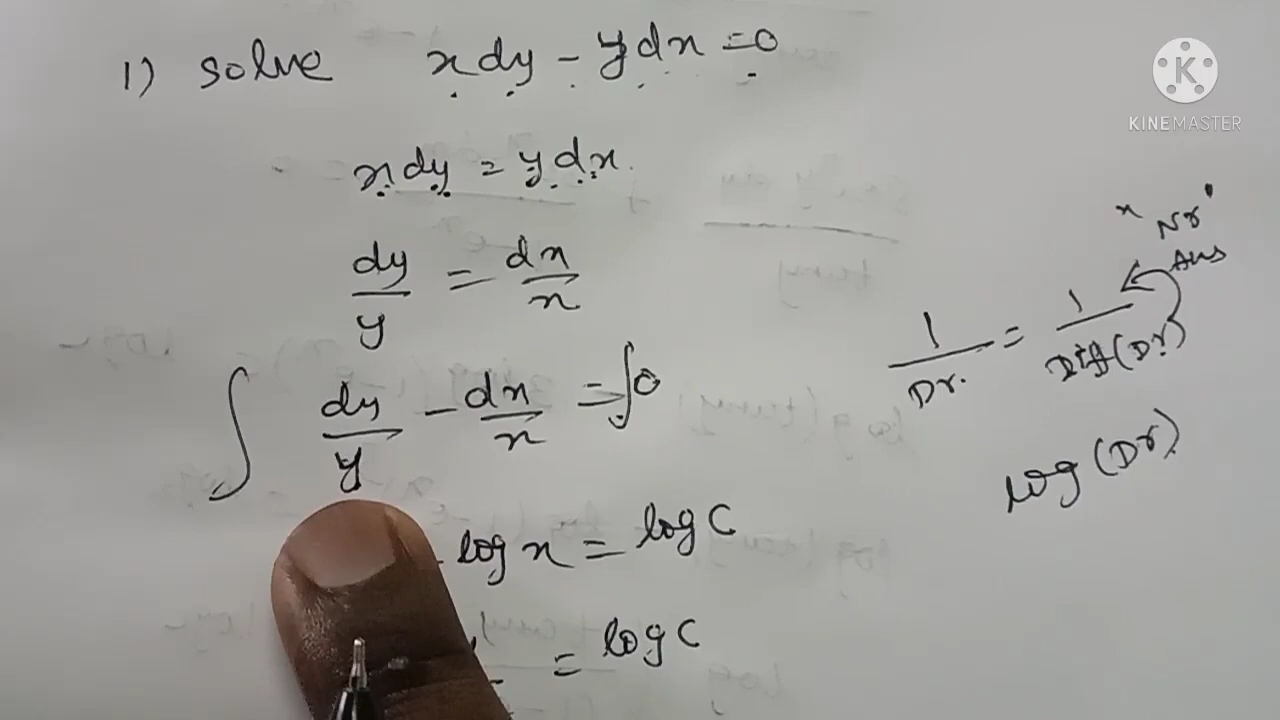 1) solve x dy - y dx = 0
x dy = y dx.
dy/y = dx/x
∫ dy/y - dx/x = ∫0
log x = log C
= log C
x Nr
Ans
1/Dr. = 1/Diff(Dr)
log (Dr)
K
KINEMASTER